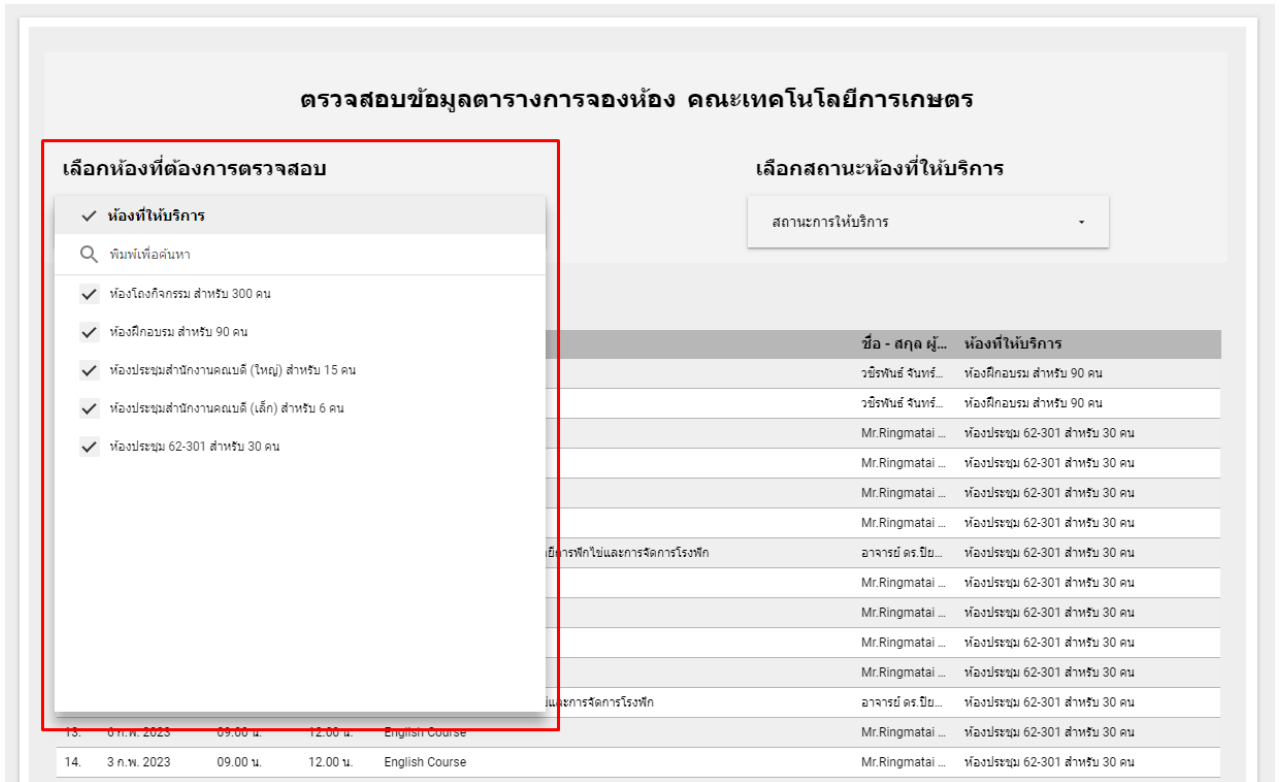 ตรวจสอบข้อมูลตารางการจองห้อง คณะเทคโนโลยีการเกษตร
เลือกห้องที่ต้องการตรวจสอบ
เลือกสถานะห้องที่ให้บริการ
ห้องที่ให้บริการ
สถานะการให้บริการ
พิมพ์เพื่อค้นหา
ห้องโถงกิจกรรม สำหรับ 300 คน
ห้องฝึกอบรม สำหรับ 90 คน
ห้องประชุมสำนักงานคณบดี (ใหญ่) สำหรับ 15 คน
ห้องประชุมสำนักงานคณบดี (เล็ก) สำหรับ 6 คน
ห้องประชุม 62-301 สำหรับ 30 คน
ชื่อ - สกุล ผู้... ห้องที่ให้บริการ
วชิรพันธ์ จันทร์... ห้องฝึกอบรม สำหรับ 90 คน
วชิรพันธ์ จันทร์... ห้องฝึกอบรม สำหรับ 90 คน
Mr.Ringmatai ... ห้องประชุม 62-301 สำหรับ 30 คน
Mr.Ringmatai ... ห้องประชุม 62-301 สำหรับ 30 คน
Mr.Ringmatai ... ห้องประชุม 62-301 สำหรับ 30 คน
Mr.Ringmatai ... ห้องประชุม 62-301 สำหรับ 30 คน
การฟักไข่และการจัดการโรงฟัก อาจารย์ ดร.ปิย... ห้องประชุม 62-301 สำหรับ 30 คน
Mr.Ringmatai ... ห้องประชุม 62-301 สำหรับ 30 คน
Mr.Ringmatai ... ห้องประชุม 62-301 สำหรับ 30 คน
Mr.Ringmatai ... ห้องประชุม 62-301 สำหรับ 30 คน
Mr.Ringmatai ... ห้องประชุม 62-301 สำหรับ 30 คน
และการจัดการโรงฟัก อาจารย์ ดร.ปิย... ห้องประชุม 62-301 สำหรับ 30 คน
13. 6 ก.พ. 2023 09.00 น. 12.00 น. English Course Mr.Ringmatai ... ห้องประชุม 62-301 สำหรับ 30 คน
14. 3 ก.พ. 2023 09.00 น. 12.00 น. English Course Mr.Ringmatai ... ห้องประชุม 62-301 สำหรับ 30 คน